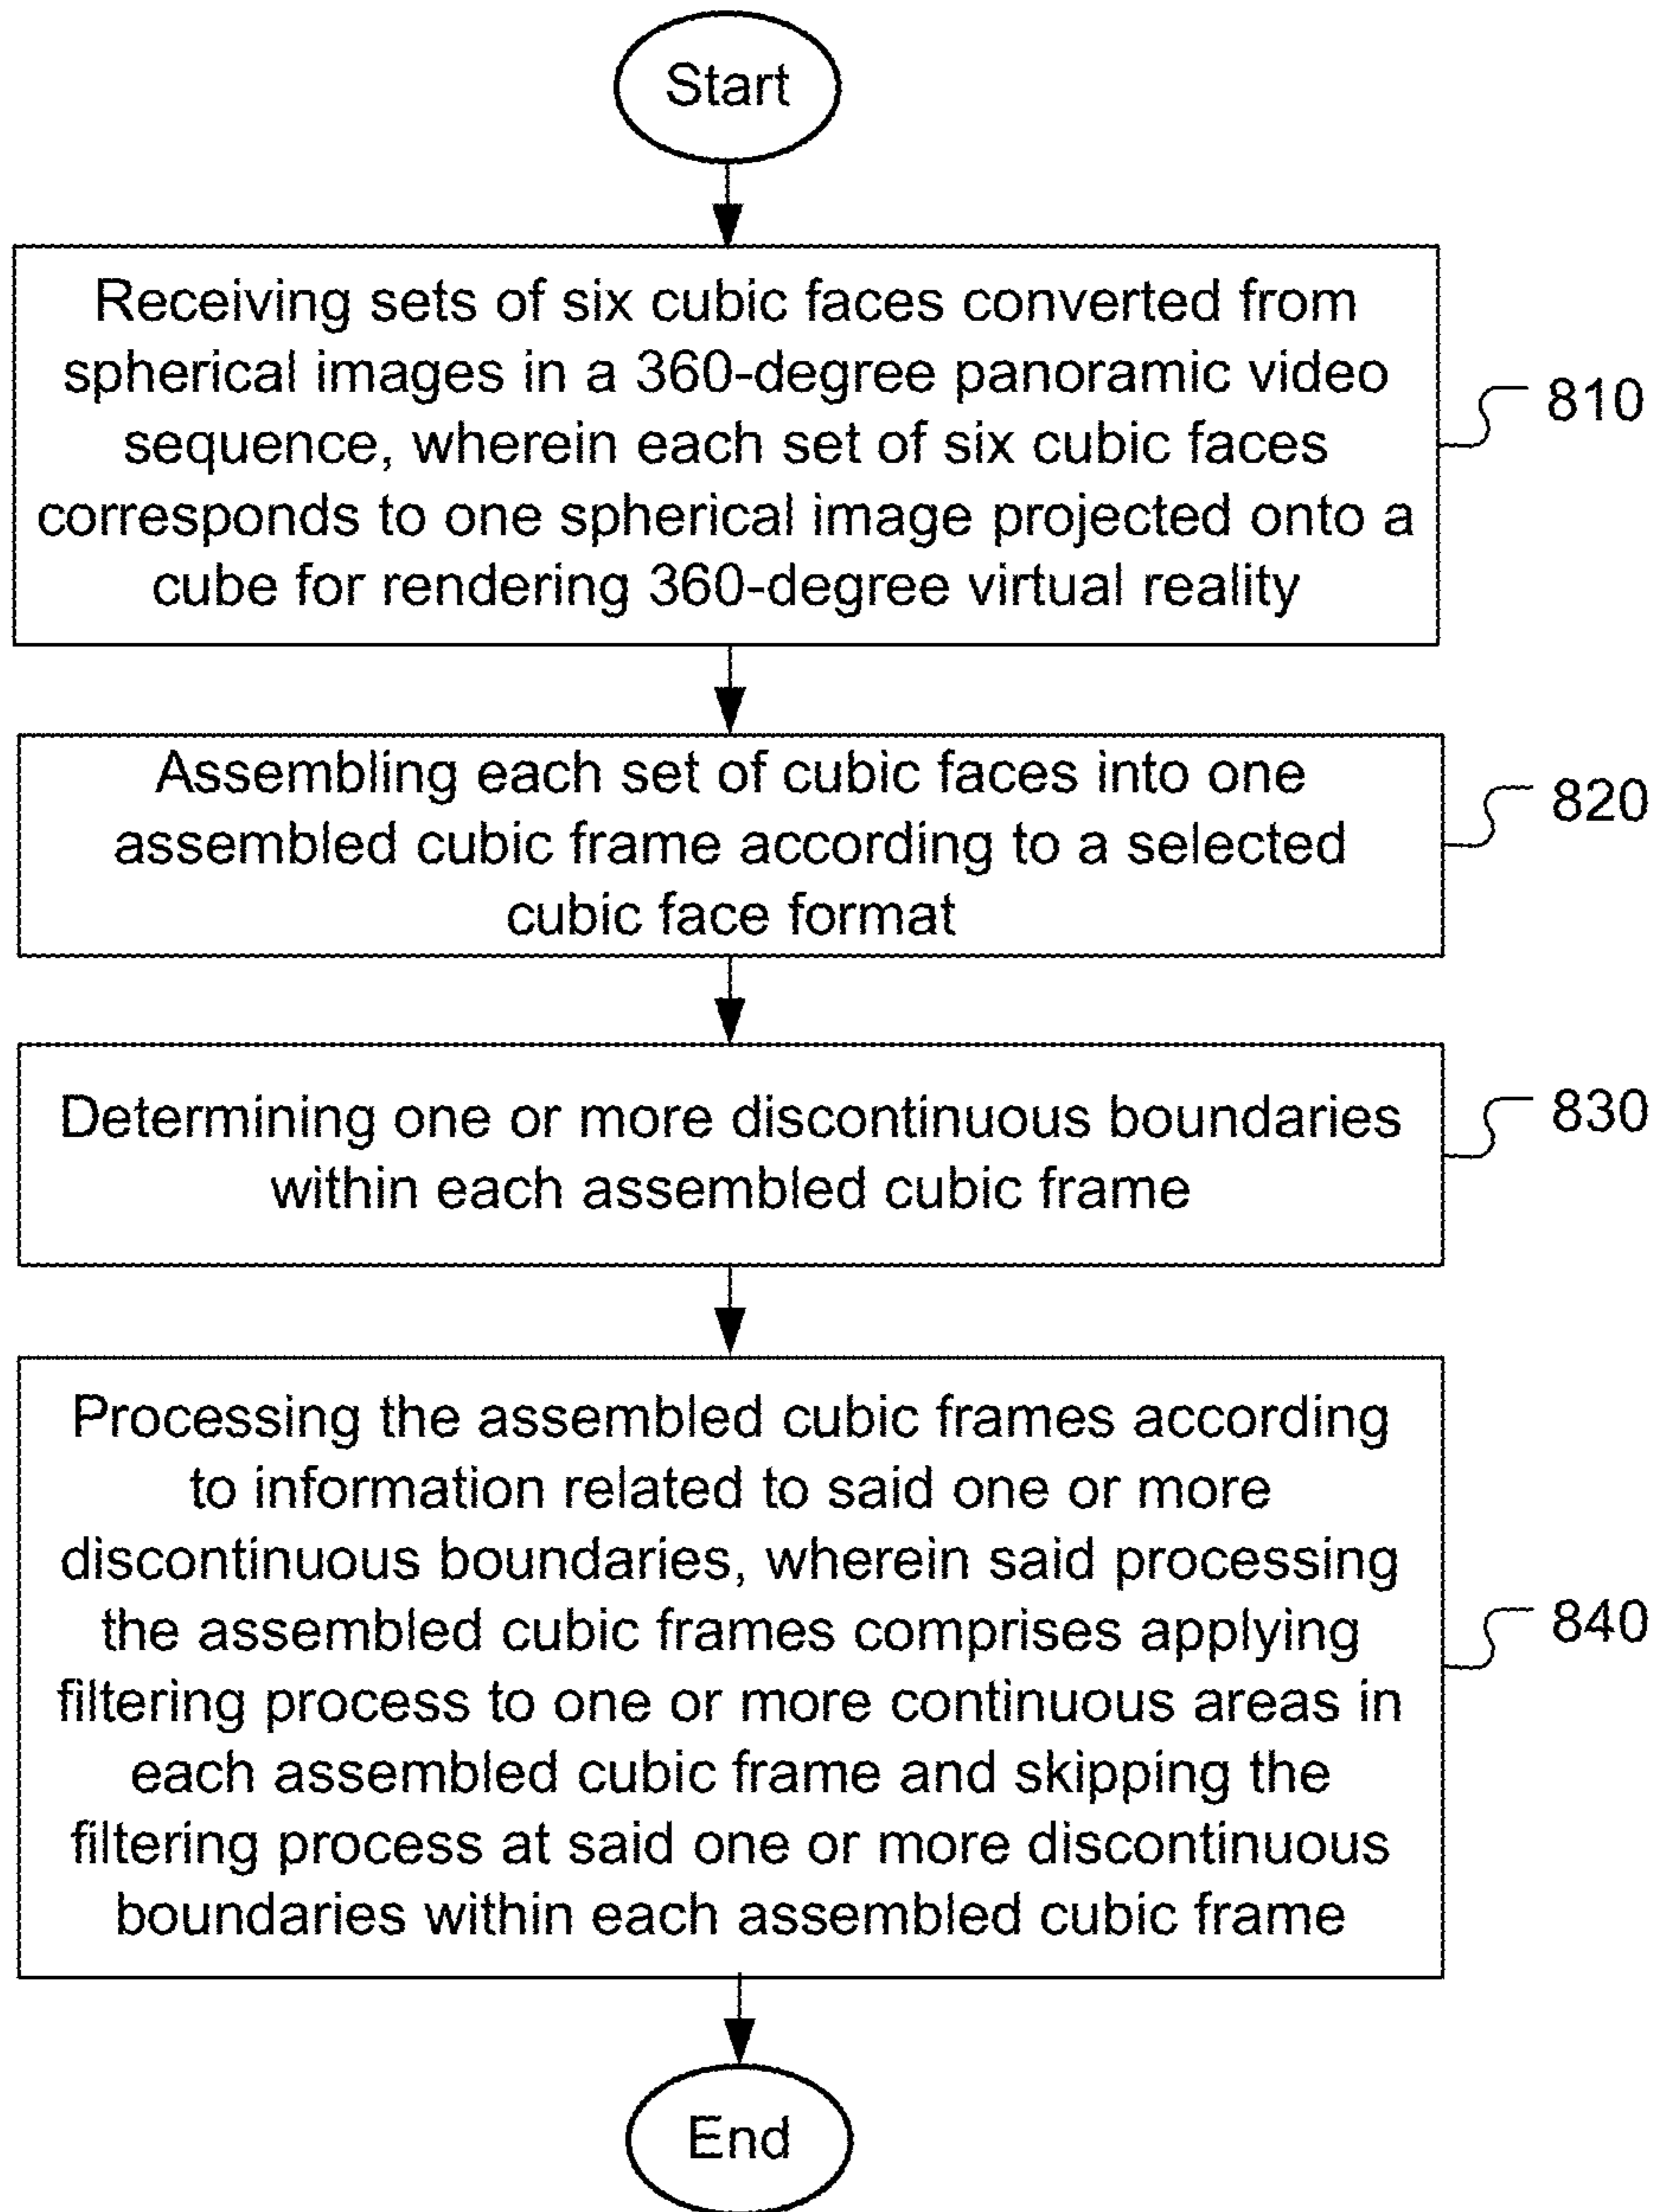 Start
Receiving sets of six cubic faces converted from
spherical images in a 360-degree panoramic video
sequence, wherein each set of six cubic faces
corresponds to one spherical image projected onto a
cube for rendering 360-degree virtual reality
810
Assembling each set of cubic faces into one
assembled cubic frame according to a selected
cubic face format
820
Determining one or more discontinuous boundaries
within each assembled cubic frame
830
Processing the assembled cubic frames according
to information related to said one or more
discontinuous boundaries, wherein said processing
the assembled cubic frames comprises applying
filtering process to one or more continuous areas in
each assembled cubic frame and skipping the
filtering process at said one or more discontinuous
boundaries within each assembled cubic frame
840
End